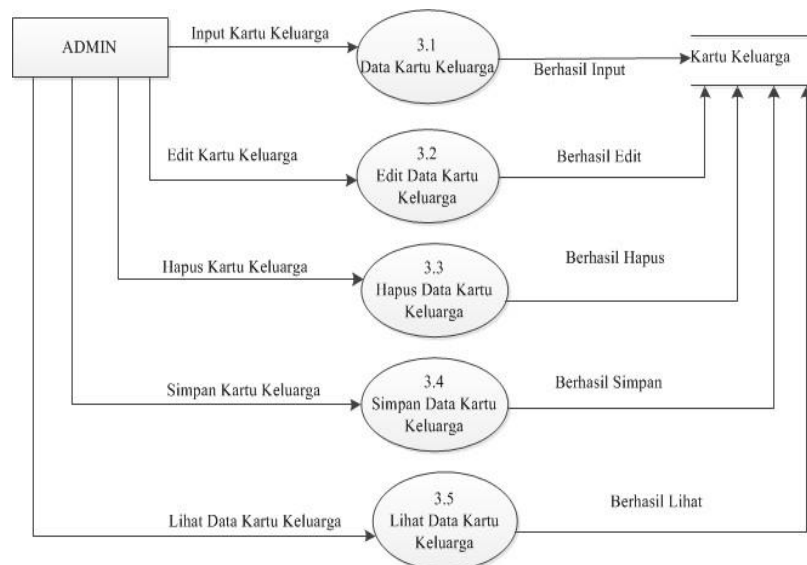 ADMIN
Input Kartu Keluarga
3.1
Data Kartu Keluarga
Berhasil Input
Kartu Keluarga
Edit Kartu Keluarga
3.2
Edit Data Kartu
Keluarga
Berhasil Edit
Hapus Kartu Keluarga
3.3
Hapus Data Kartu
Keluarga
Berhasil Hapus
Simpan Kartu Keluarga
3.4
Simpan Data Kartu
Keluarga
Berhasil Simpan
Lihat Data Kartu Keluarga
3.5
Lihat Data Kartu
Keluarga
Berhasil Lihat